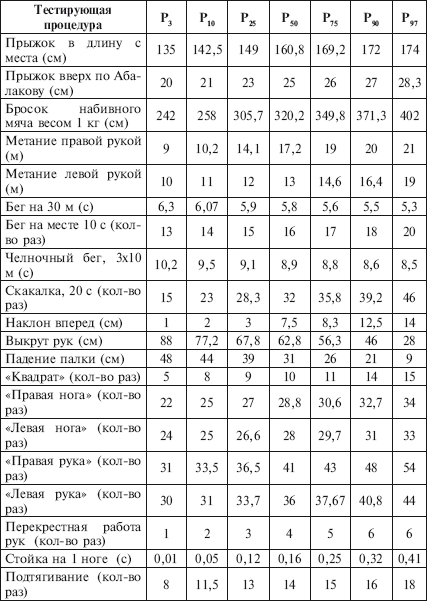 Тестирующая процедура P3 P10 P25 P50 P75 P90 P97
Прыжок в длину с
места (см) 135 142,5 149 160,8 169,2 172 174
Прыжок вверх по Аба-
лакову (см) 20 21 23 25 26 27 28,3
Бросок набивного
мяча весом 1 кг (см) 242 258 305,7 320,2 349,8 371,3 402
Метание правой рукой
(м) 9 10,2 14,1 17,2 19 20 21
Метание левой рукой
(м) 10 11 12 13 14,6 16,4 19
Бег на 30 м (с) 6,3 6,07 5,9 5,8 5,6 5,5 5,3
Бег на месте 10 с (кол-
во раз) 13 14 15 16 17 18 20
Челночный бег, 3х10
м (с) 10,2 9,5 9,1 8,9 8,8 8,6 8,5
Скакалка, 20 с (кол-во
раз) 15 23 28,3 32 35,8 39,2 46
Наклон вперед (см) 1 2 3 7,5 8,3 12,5 14
Выкрут рук (см) 88 77,2 67,8 62,8 56,3 46 28
Падение палки (см) 48 44 39 31 26 21 9
«Квадрат» (кол-во раз) 5 8 9 10 11 14 15
«Правая нога» (кол-во
раз) 22 25 27 28,8 30,6 32,7 34
«Левая нога» (кол-во
раз) 24 25 26,6 28 29,7 31 33
«Правая рука» (кол-во
раз) 31 33,5 36,5 41 43 48 54
«Левая рука» (кол-во
раз) 30 31 33,7 36 37,67 40,8 44
Перекрестная работа
рук (кол-во раз) 1 2 3 4 5 6 6
Стойка на 1 ноге (с) 0,01 0,05 0,12 0,16 0,25 0,32 0,41
Подтягивание (кол-во
раз) 8 11,5 13 14 15 16 18